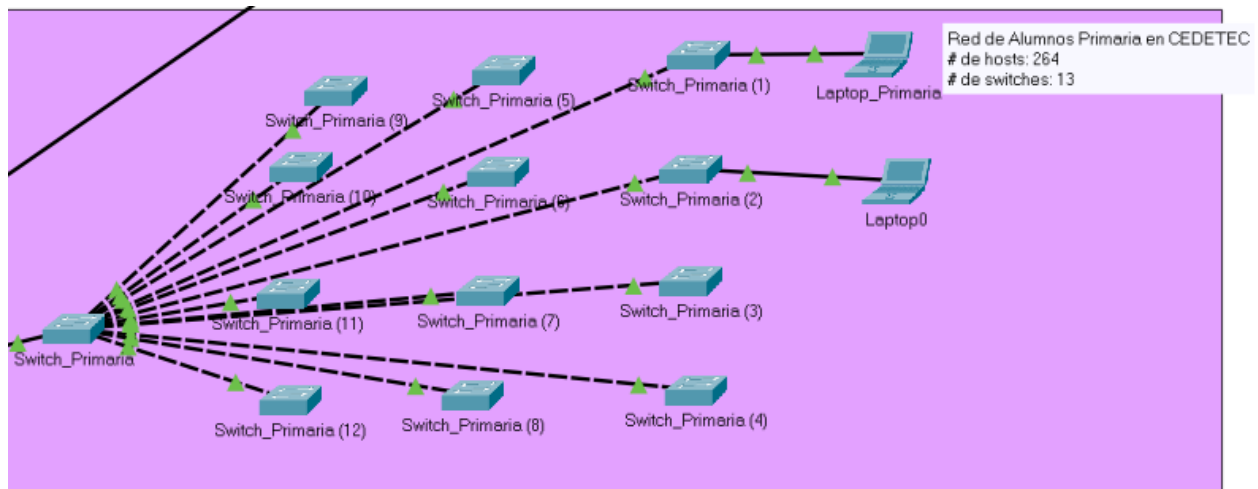 Red de Alumnos Primaria en CEDETEC
# de hosts: 264
# de switches: 13
Switch_Primaria (9)
Switch_Primaria (5)
Switch_Primaria (1)
Laptop_Primaria
Switch_Primaria (10)
Switch_Primaria (6)
Switch_Primaria (2)
Laptop0
Switch_Primaria (11)
Switch_Primaria (7)
Switch_Primaria (3)
Switch_Primaria
Switch_Primaria (12)
Switch_Primaria (8)
Switch_Primaria (4)